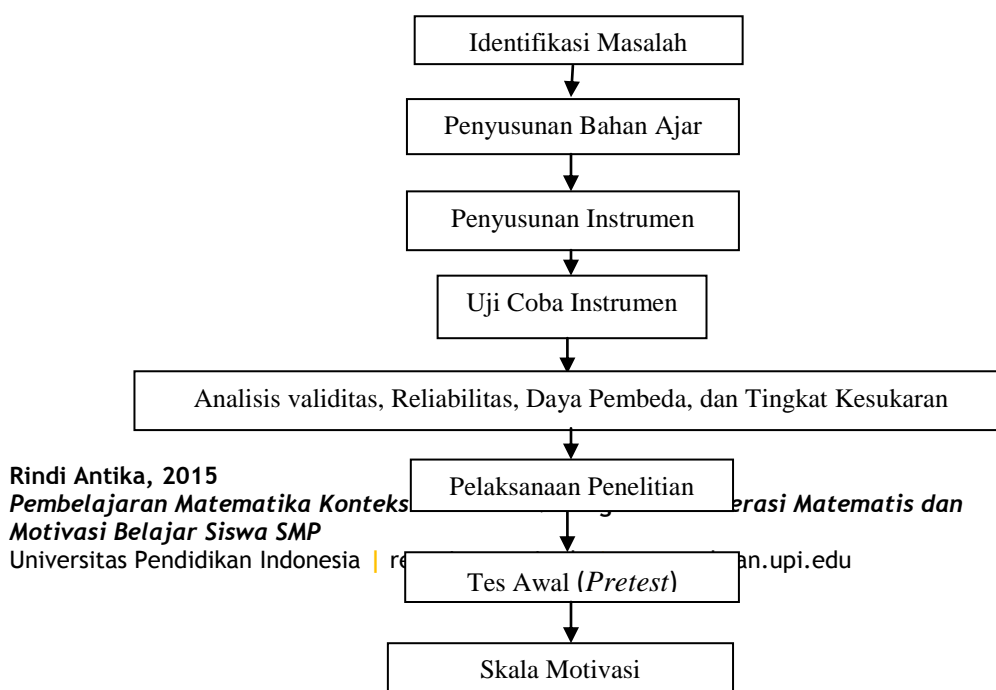 Identifikasi Masalah
Penyusunan Bahan Ajar
Penyusunan Instrumen
Uji Coba Instrumen
Analisis validitas, Reliabilitas, Daya Pembeda, dan Tingkat Kesukaran
Pelaksanaan Penelitian
Rindi Antika, 2015
Pembelajaran Matematika Konteks erasi Matematis dan
Motivasi Belajar Siswa SMP
Universitas Pendidikan Indonesia | re an.upi.edu
Tes Awal (Pretest)
Skala Motivasi